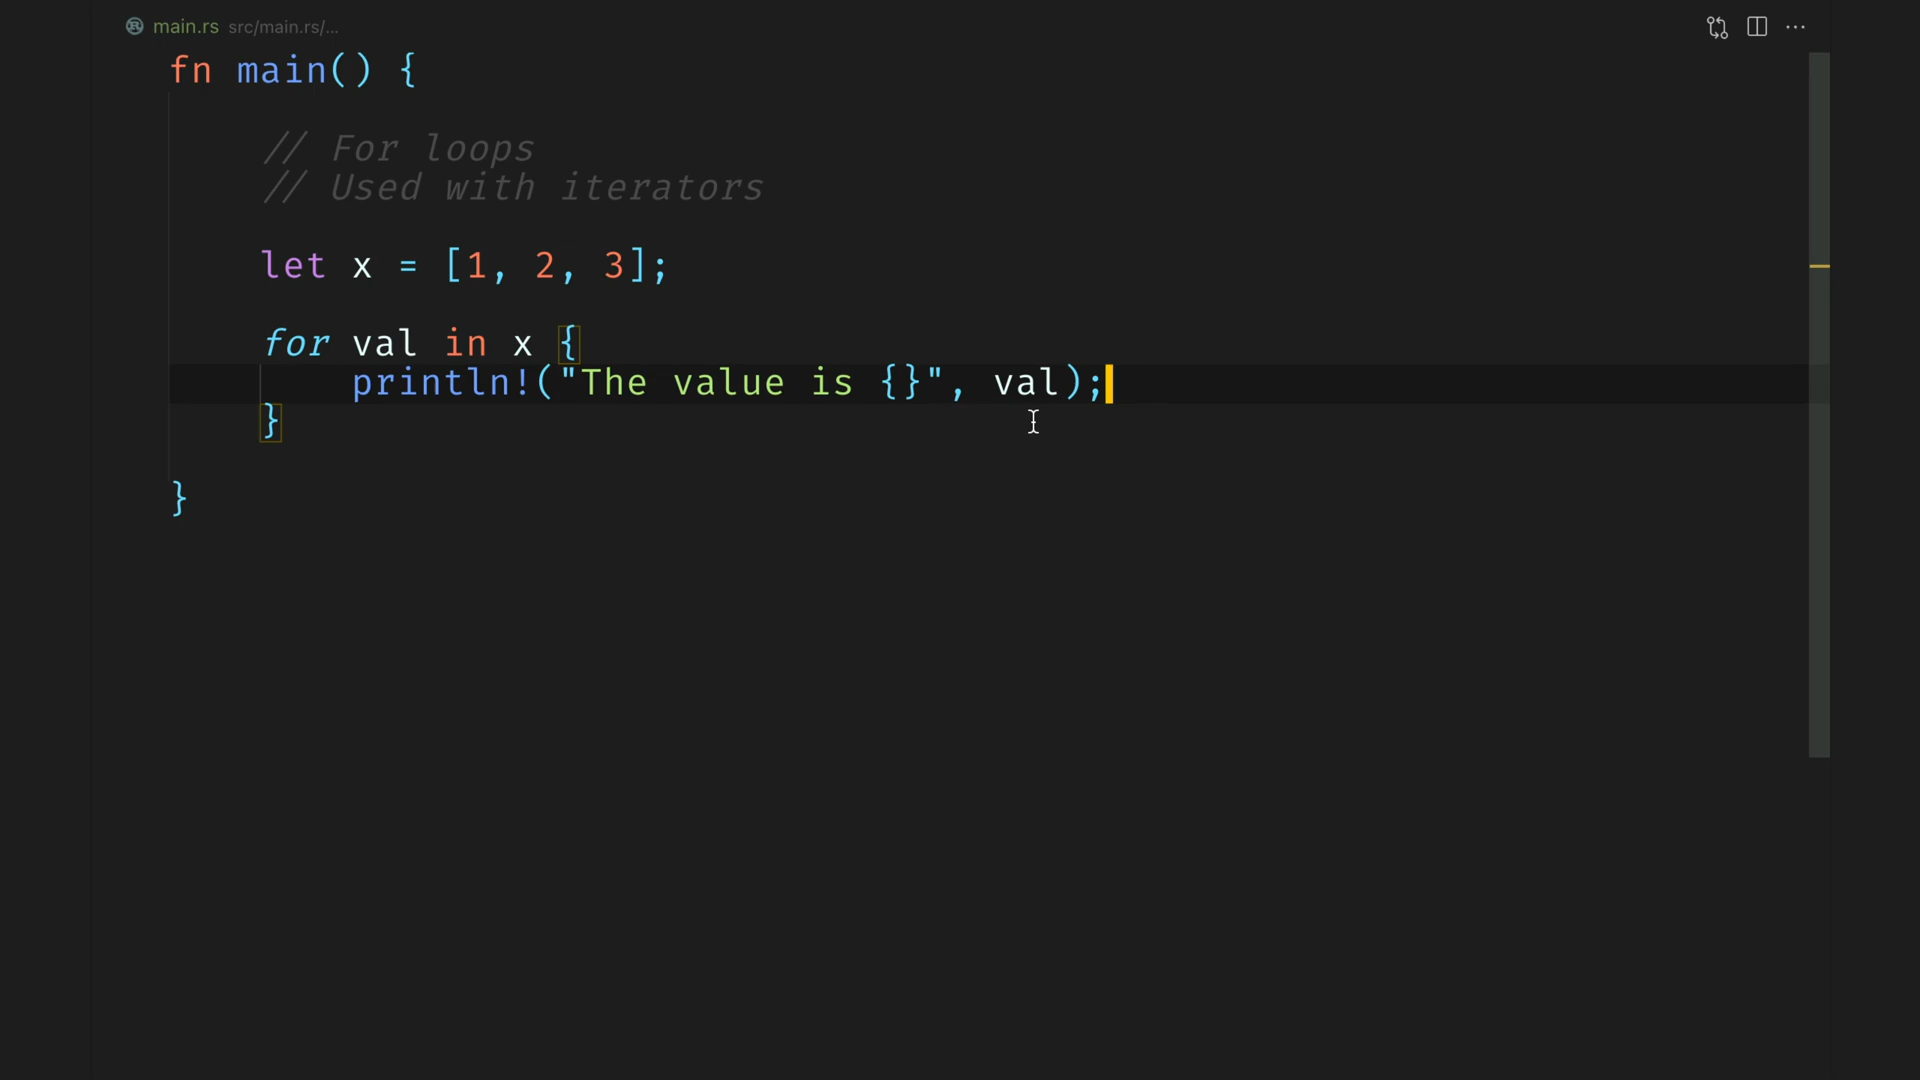 main.rs src/main.rs/...
fn main() {
// For loops
// Used with iterators
let x = [1, 2, 3];
for val in x {
println!("The value is {}", val);
}
}